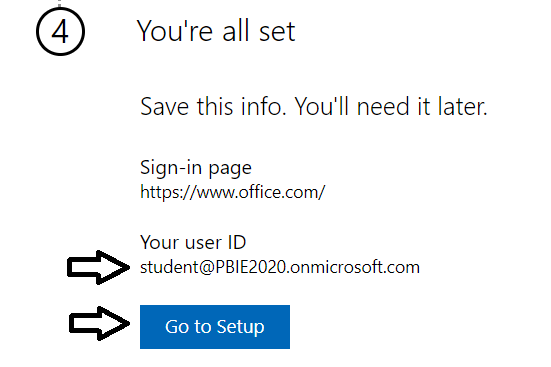 4
You're all set
Save this info. You'll need it later.
Sign-in page
https://www.office.com/
Your user ID
student@PBIE2020.onmicrosoft.com
Go to Setup